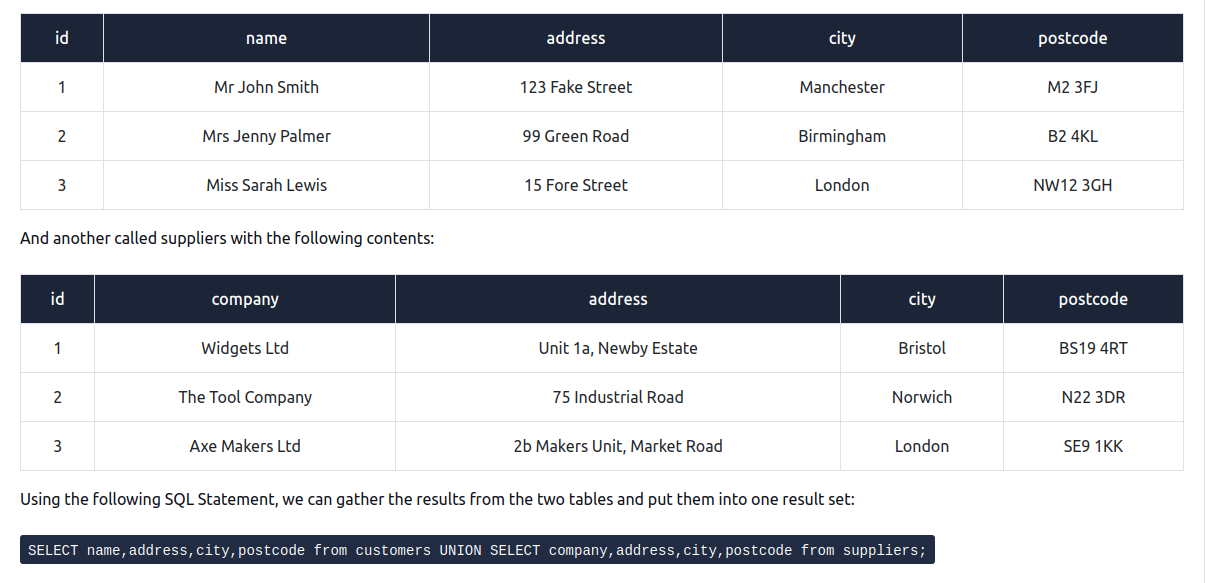 id name address city postcode
1 Mr John Smith 123 Fake Street Manchester M2 3FJ
2 Mrs Jenny Palmer 99 Green Road Birmingham B2 4KL
3 Miss Sarah Lewis 15 Fore Street London NW12 3GH
And another called suppliers with the following contents:
id company address city postcode
1 Widgets Ltd Unit 1a, Newby Estate Bristol BS19 4RT
2 The Tool Company 75 Industrial Road Norwich N22 3DR
3 Axe Makers Ltd 2b Makers Unit, Market Road London SE9 1KK
Using the following SQL Statement, we can gather the results from the two tables and put them into one result set:
SELECT name,address,city,postcode from customers UNION SELECT company,address,city,postcode from suppliers;